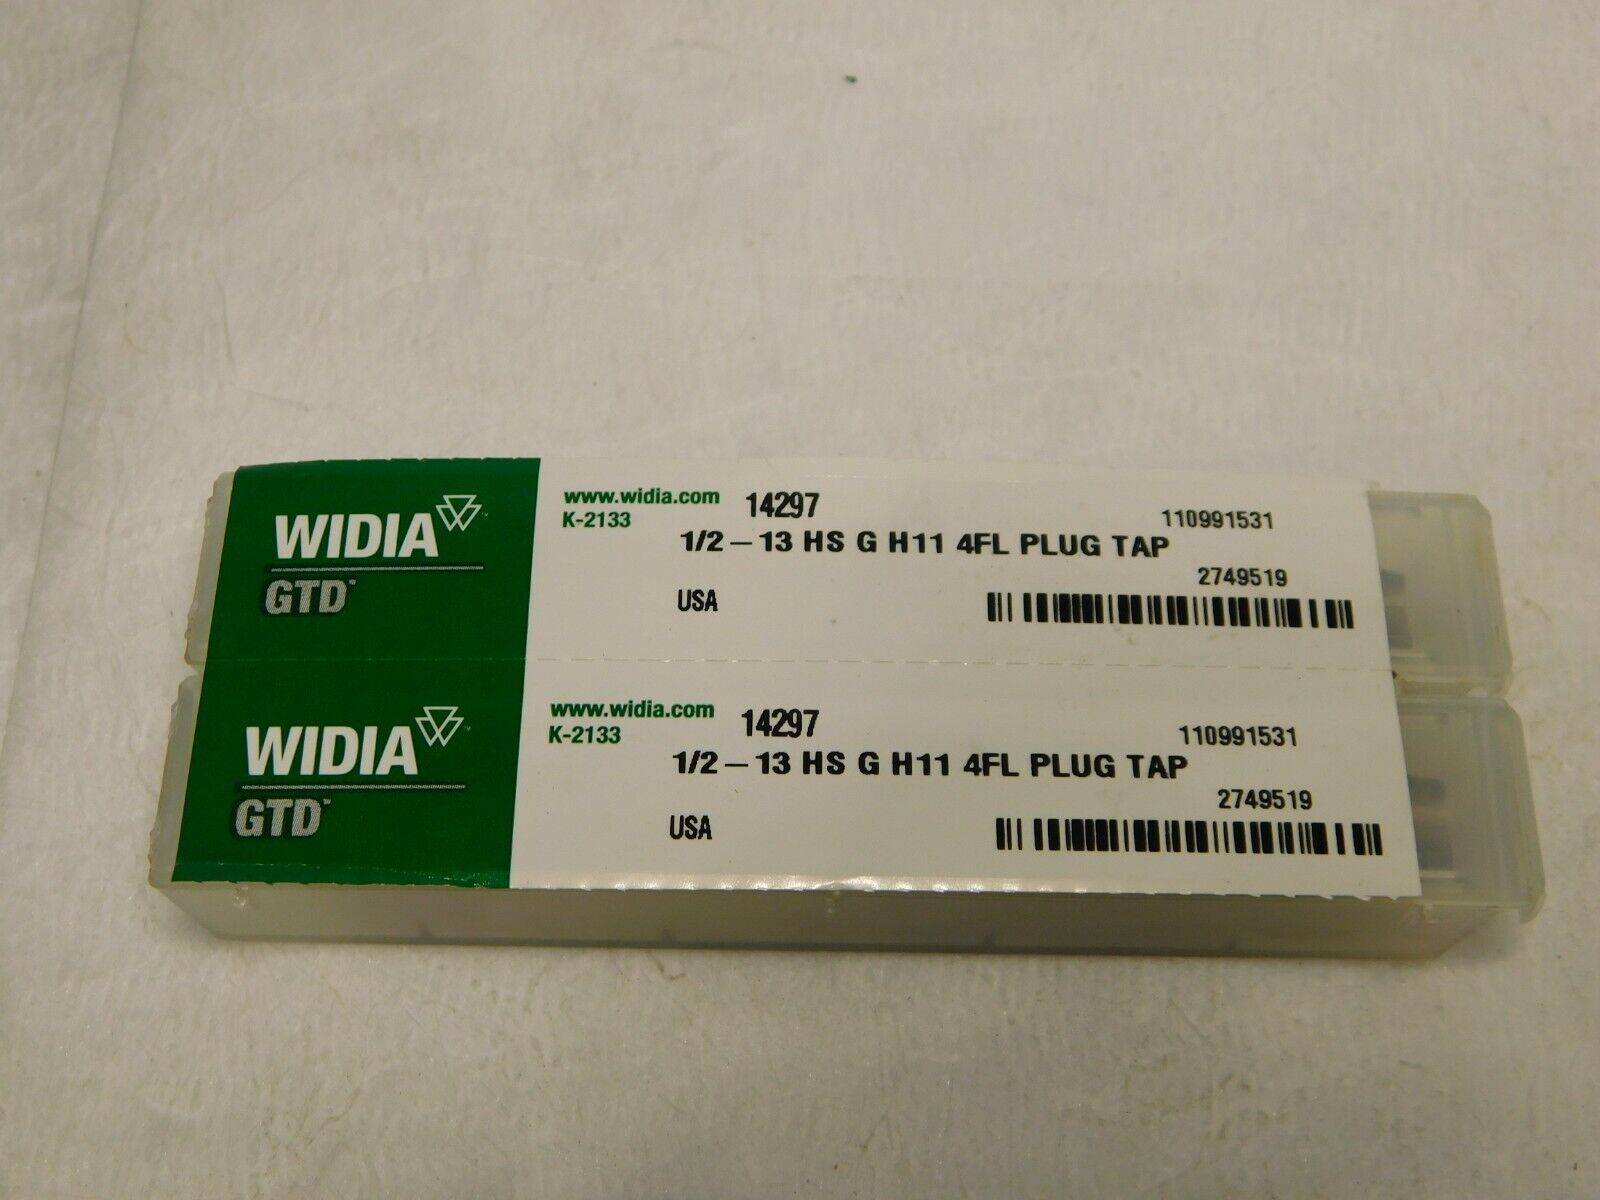 WIDIA
GTD
www.widia.com 14297
K-2133 110991531
1/2 – 13 HS G H11 4FL PLUG TAP
2749519
USA
WIDIA
GTD
www.widia.com 14297
K-2133 110991531
1/2 – 13 HS G H11 4FL PLUG TAP
2749519
USA